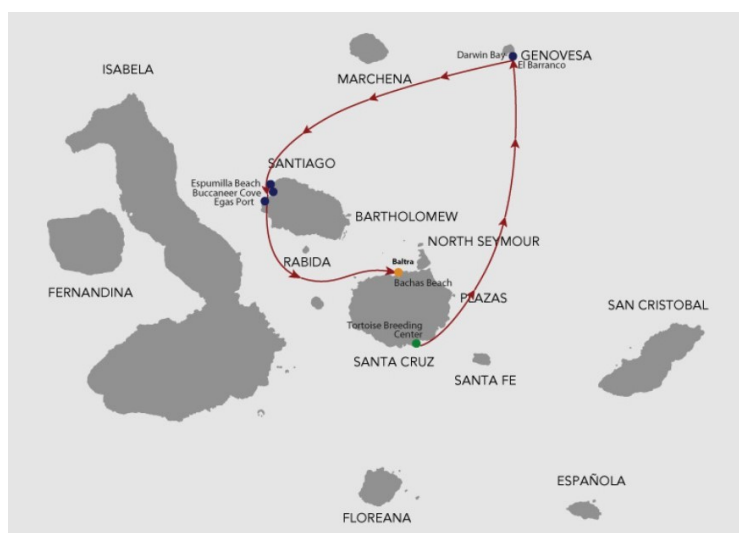 Darwin Bay
GENOVESA
El Barranco
ISABELA
MARCHENA
SANTIAGO
Espumilla Beach
Buccaneer Cove
Egas Port
BARTHOLOMEW
NORTH SEYMOUR
RABIDA
Baltra
Bachas Beach
FERNANDINA
PLAZAS
SAN CRISTOBAL
Tortoise Breeding
Center
SANTA CRUZ
SANTA FE
ESPAÑOLA
FLOREANA